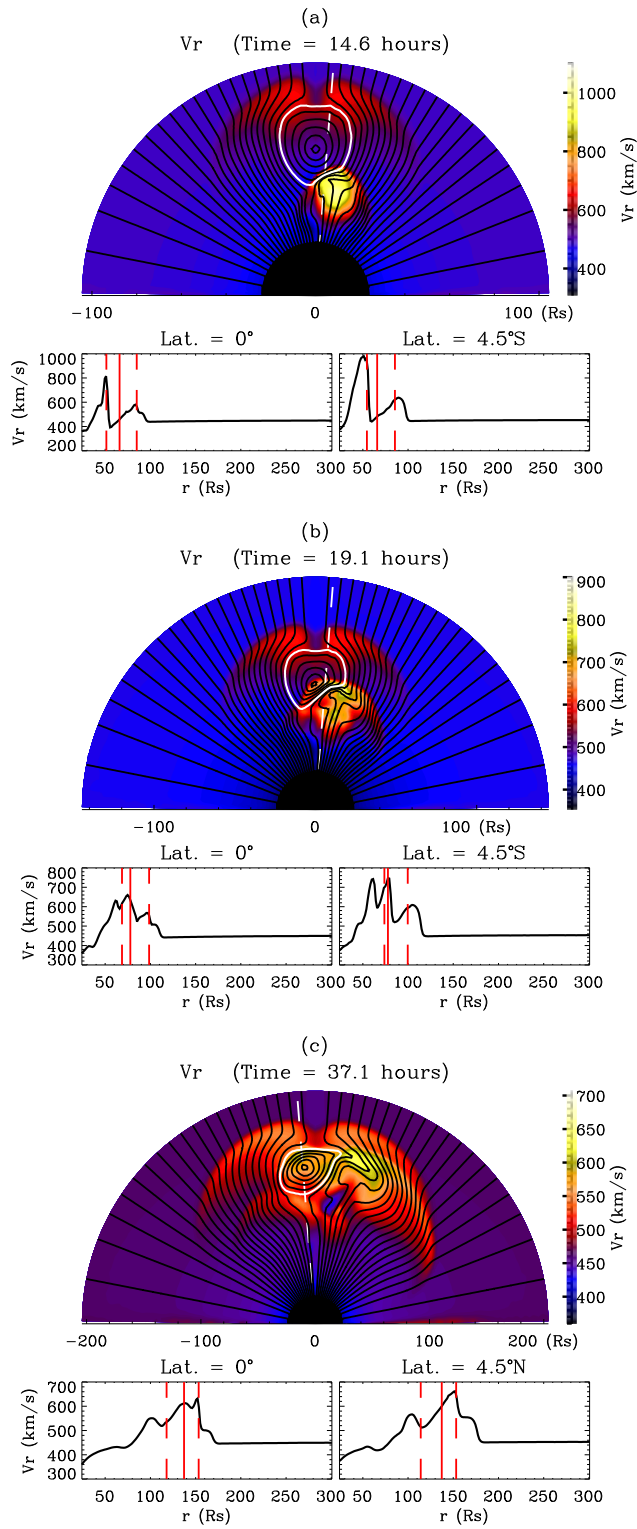 (a)
Vr (Time = 14.6 hours)
1000
800
600
400
Vr (km/s)
-100 0 100 (Rs)
Lat. = 0° Lat. = 4.5°S
1000
800
600
400
200
Vr (km/s)
50 100 150 200 250 300 50 100 150 200 250 300
r (Rs) r (Rs)
(b)
Vr (Time = 19.1 hours)
900
800
700
600
500
400
Vr (km/s)
-100 0 100 (Rs)
Lat. = 0° Lat. = 4.5°S
800
700
600
500
400
300
Vr (km/s)
50 100 150 200 250 300 50 100 150 200 250 300
r (Rs) r (Rs)
(c)
Vr (Time = 37.1 hours)
700
650
600
550
500
450
400
Vr (km/s)
-200 -100 0 100 200 (Rs)
Lat. = 0° Lat. = 4.5°N
700
600
500
400
300
Vr (km/s)
50 100 150 200 250 300 50 100 150 200 250 300
r (Rs) r (Rs)